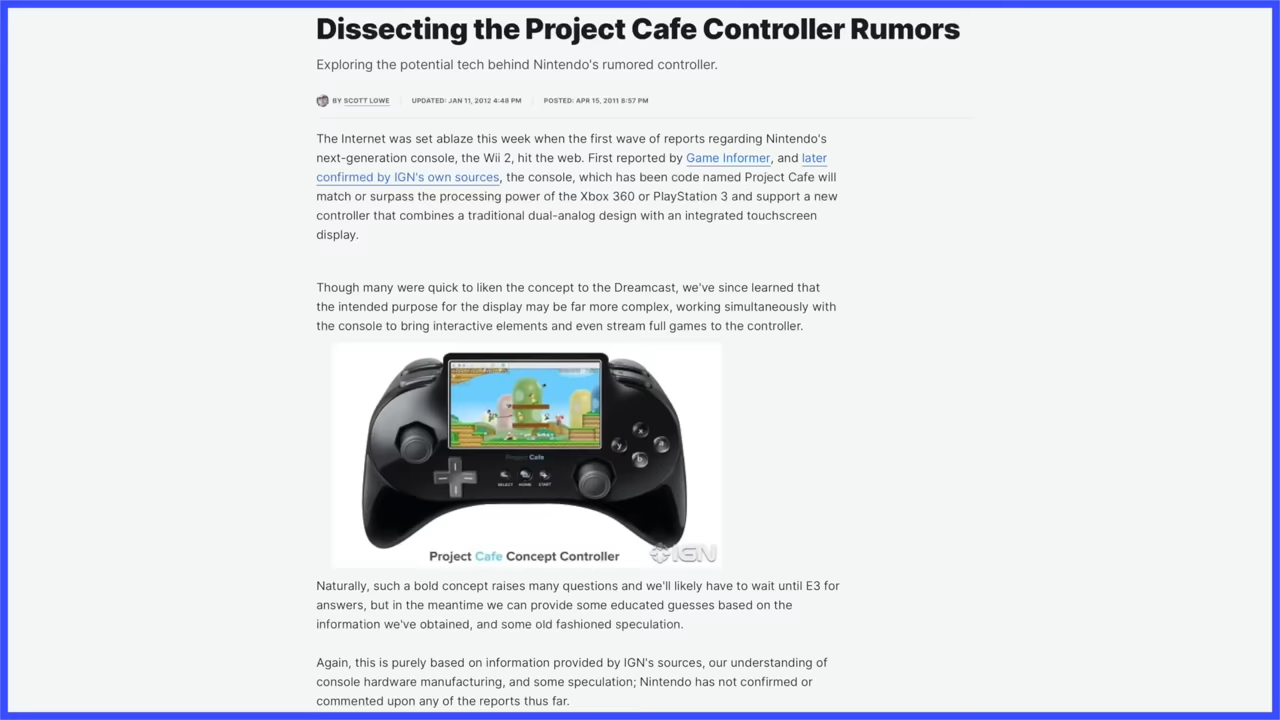 Dissecting the Project Cafe Controller Rumors
Exploring the potential tech behind Nintendo's rumored controller.
BY SCOTT LOWE UPDATED: JAN 11, 2012 4:48 PM POSTED: APR 15, 2011 8:57 PM
The Internet was set ablaze this week when the first wave of reports regarding Nintendo's
next-generation console, the Wii 2, hit the web. First reported by Game Informer, and later
confirmed by IGN's own sources, the console, which has been code named Project Cafe will
match or surpass the processing power of the Xbox 360 or PlayStation 3 and support a new
controller that combines a traditional dual-analog design with an integrated touchscreen
display.
Though many were quick to liken the concept to the Dreamcast, we've since learned that
the intended purpose for the display may be far more complex, working simultaneously with
the console to bring interactive elements and even stream full games to the controller.
x
y a
b
Project Cafe
SELECT HOME START
Project Cafe Concept Controller
IGN
Naturally, such a bold concept raises many questions and we'll likely have to wait until E3 for
answers, but in the meantime we can provide some educated guesses based on the
information we've obtained, and some old fashioned speculation.
Again, this is purely based on information provided by IGN's sources, our understanding of
console hardware manufacturing, and some speculation; Nintendo has not confirmed or
commented upon any of the reports thus far.